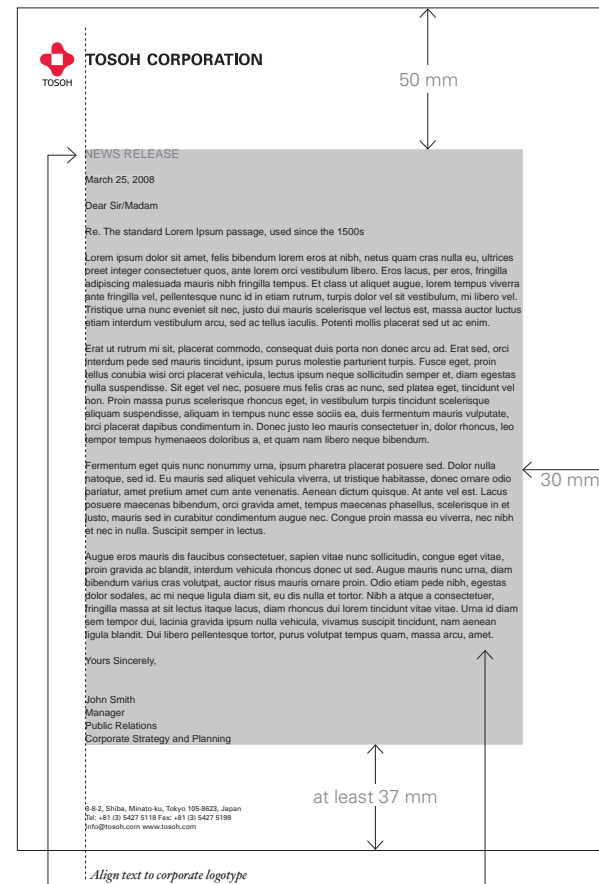 TOSOH CORPORATION
TOSOH
50 mm
NEWS RELEASE
March 25, 2008
Dear Sir/Madam
Re. The standard Lorem Ipsum passage, used since the 1500s
Lorem ipsum dolor sit amet, felis bibendum lorem eros at nibh, netus quam cras nulla eu, ultrices
preet integer consectetuer quos, ante lorem orci vestibulum libero. Eros lacus, per eros, fringilla
adipiscing malesuada mauris nibh fringilla tempus. Et class ut aliquet augue, lorem tempus viverra
ante fringilla vel, pellentesque nunc id in etiam rutrum, turpis dolor vel sit vestibulum, mi libero vel.
Tristique urna nunc eveniet sit nec, justo dui mauris scelerisque vel lectus est, massa auctor luctus
etiam interdum vestibulum arcu, sed ac tellus iaculis. Potenti mollis placerat sed ut ac enim.
Erat ut rutrum mi sit, placerat commodo, consequat duis porta non donec arcu ad. Erat sed, orci
interdum pede sed mauris tincidunt, ipsum purus molestie parturient turpis. Fusce eget, proin
tellus conubia wisi orci placerat vehicula, lectus ipsum neque sollicitudin semper et, diam egestas
nulla suspendisse. Sit eget vel nec, posuere mus felis cras ac nunc, sed platea eget, tincidunt vel
non. Proin massa purus scelerisque rhoncus eget, in vestibulum turpis tincidunt scelerisque
aliquam suspendisse, aliquam in tempus nunc esse sociis ea, duis fermentum mauris vulputate,
orci placerat dapibus condimentum in. Donec justo leo mauris consectetuer in, dolor rhoncus, leo
tempor tempus hymenaeos doloribus a, et quam nam libero neque bibendum.
Fermentum eget quis nunc nonummy urna, ipsum pharetra placerat posuere sed. Dolor nulla
natoque, sed id. Eu mauris sed aliquet vehicula viverra, ut tristique habitasse, donec ornare odio
pariatur, amet pretium amet cum ante venenatis. Aenean dictum quisque. At ante vel est. Lacus
posuere maecenas bibendum, orci gravida amet, tempus maecenas phasellus, scelerisque in et
justo, mauris sed in curabitur condimentum augue nec. Congue proin massa eu viverra, nec nibh
et nec in nulla. Suscipit semper in lectus.
30 mm
Augue eros mauris dis faucibus consectetuer, sapien vitae nunc sollicitudin, congue eget vitae,
proin gravida ac blandit, interdum vehicula rhoncus donec ut sed. Augue mauris nunc urna, diam
bibendum varius cras volutpat, auctor risus mauris ornare proin. Odio etiam pede nibh, egestas
dolor sodales, ac mi neque ligula diam sit, eu dis nulla et tortor. Nibh a atque a consectetuer,
fringilla massa at sit lectus itaque lacus, diam rhoncus dui lorem tincidunt vitae vitae. Urna id diam
sem tempor dui, lacinia gravida ipsum nulla vehicula, vivamus suscipit tincidunt, nam aenean
ligula blandit. Dui libero pellentesque tortor, purus volutpat tempus quam, massa arcu, amet.
Yours Sincerely,
John Smith
Manager
Public Relations
Corporate Strategy and Planning
at least 37 mm
3-8-2, Shiba, Minato-ku, Tokyo 105-8623, Japan
Tel: +81 (3) 5427 5118 Fax: +81 (3) 5427 5198
info@tosoh.com www.tosoh.com
Align text to corporate logotype